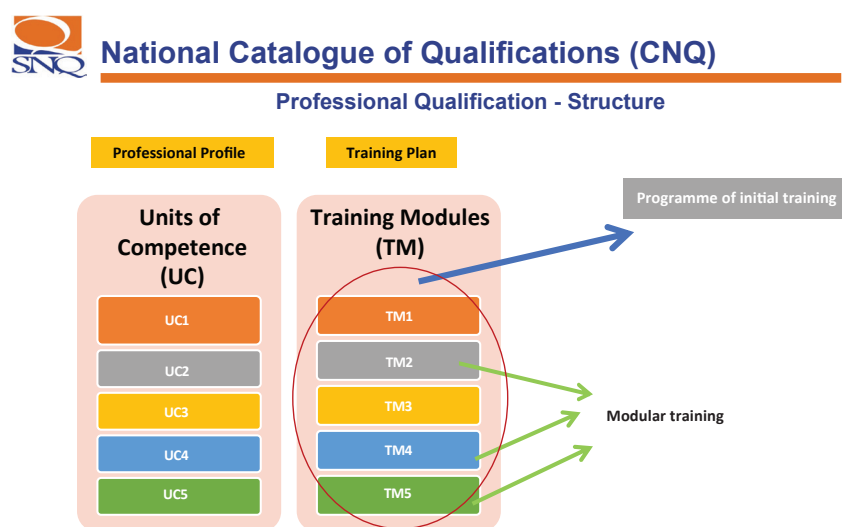 SNQ
National Catalogue of Qualifications (CNQ)
Professional Qualification - Structure
Professional Profile
Training Plan
Programme of initial training
Units of
Competence
(UC)
Training Modules
(TM)
UC1
TM1
UC2
TM2
UC3
TM3
Modular training
UC4
TM4
UC5
TM5